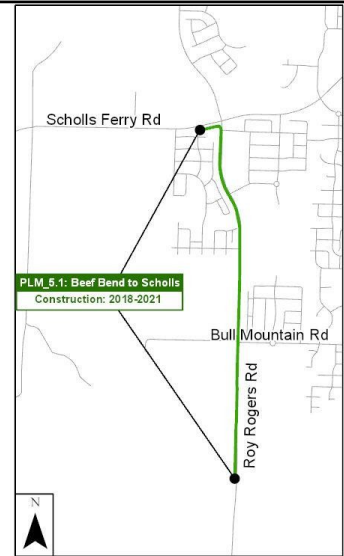 Scholls Ferry Rd
PLM_5.1: Beef Bend to Scholls
Construction: 2018-2021
Bull Mountain Rd
Roy Rogers Rd
N